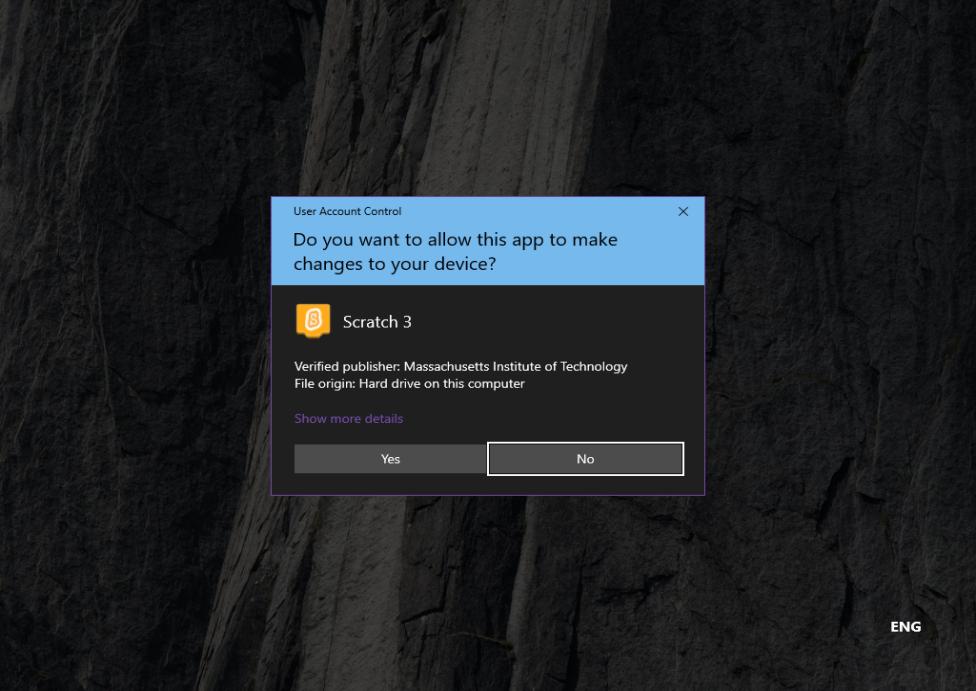 User Account Control
Do you want to allow this app to make
changes to your device?
Scratch 3
Verified publisher: Massachusetts Institute of Technology
File origin: Hard drive on this computer
Show more details
Yes
No
ENG